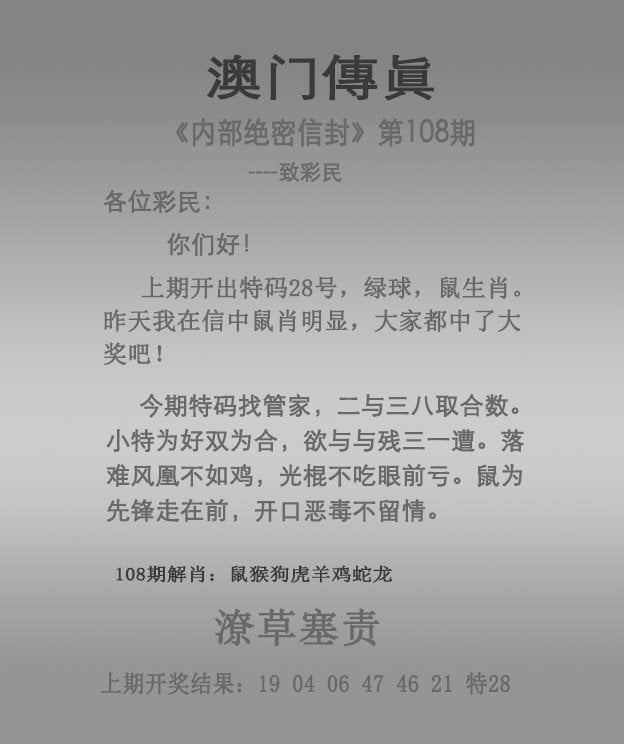 澳门傳眞
《内部绝密信封》第108期
----致彩民
各位彩民：
你们好！
上期开出特码28号，绿球，鼠生肖。
昨天我在信中鼠肖明显，大家都中了大
奖吧！
今期特码找管家，二与三八取合数。
小特为好双为合，欲与与残三一遭。落
难风凰不如鸡，光棍不吃眼前亏。鼠为
先锋走在前，开口恶毒不留情。
108期解肖：鼠猴狗虎羊鸡蛇龙
潦草塞责
上期开奖结果：19 04 06 47 46 21 特28